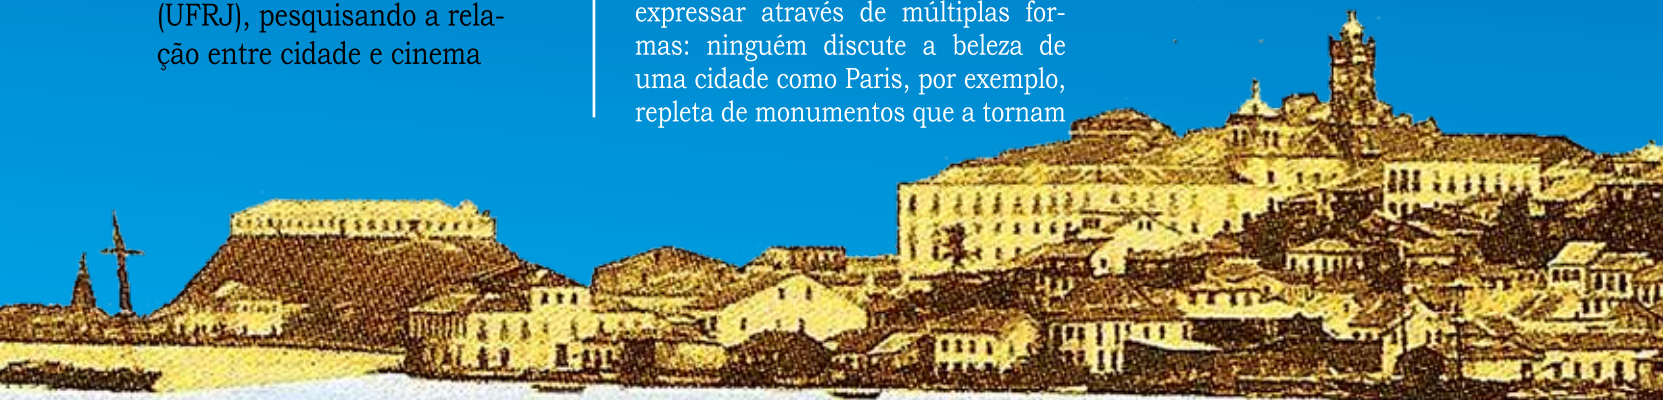 (UFRJ), pesquisando a rela-
ção entre cidade e cinema
expressar através de múltiplas for-
mas: ninguém discute a beleza de
uma cidade como Paris, por exemplo,
repleta de monumentos que a tornam